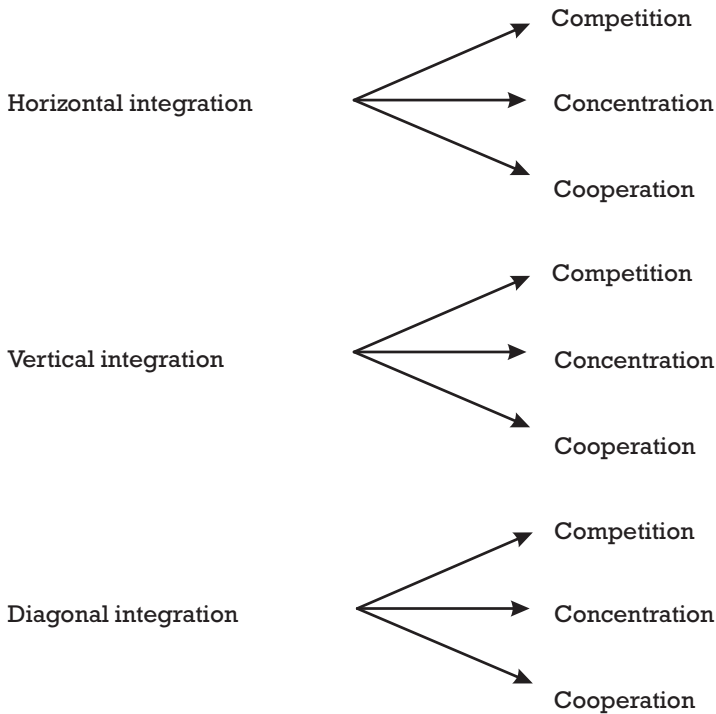 Competition
Horizontal integration
Concentration
Cooperation
Competition
Vertical integration
Concentration
Cooperation
Competition
Diagonal integration
Concentration
Cooperation